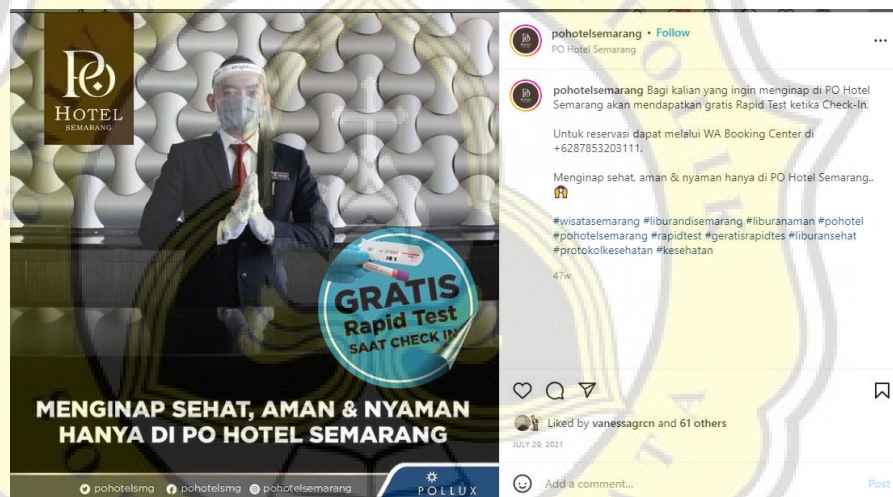 PO
HOTEL
SEMARANG
GRATIS
Rapid Test
SAAT CHECK IN
MENGINAP SEHAT, AMAN & NYAMAN
HANYA DI PO HOTEL SEMARANG
pohotelsmg pohotelsmg pohotelsemarang
POLLUX
pohotelsemarang • Follow
PO Hotel Semarang
pohotelsemarang Bagi kalian yang ingin menginap di PO Hotel
Semarang akan mendapatkan gratis Rapid Test ketika Check-In.
Untuk reservasi dapat melalui WA Booking Center di
+6287853203111.
Menginap sehat, aman & nyaman hanya di PO Hotel Semarang..
#wisatasemarang #liburandisemarang #liburanaman #pohotel
#pohotelsemarang #rapidtest #geratisrapidtes #liburansehat
#protokolkesehatan #kesehatan
47w
Liked by vanessagrcn and 61 others
JULY 29, 2021
Add a comment...
Post